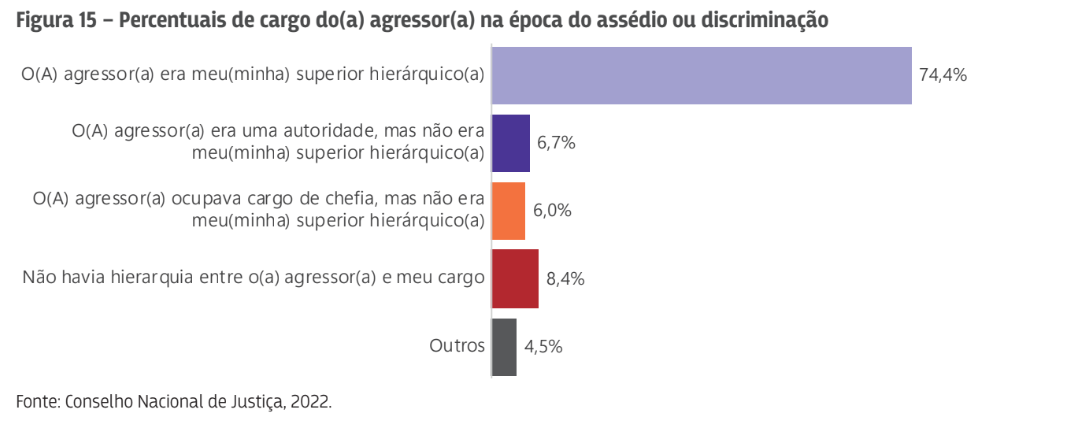 Figura 15 – Percentuais de cargo do(a) agressor(a) na época do assédio ou discriminação
O(A) agressor(a) era meu(minha) superior hierárquico(a)
74,4%
O(A) agressor(a) era uma autoridade, mas não era
meu(minha) superior hierárquico(a)
6,7%
O(A) agressor(a) ocupava cargo de chefia, mas não era
meu(minha) superior hierárquico(a)
6,0%
Não havia hierarquia entre o(a) agressor(a) e meu cargo
8,4%
Outros
4,5%
Fonte: Conselho Nacional de Justiça, 2022.